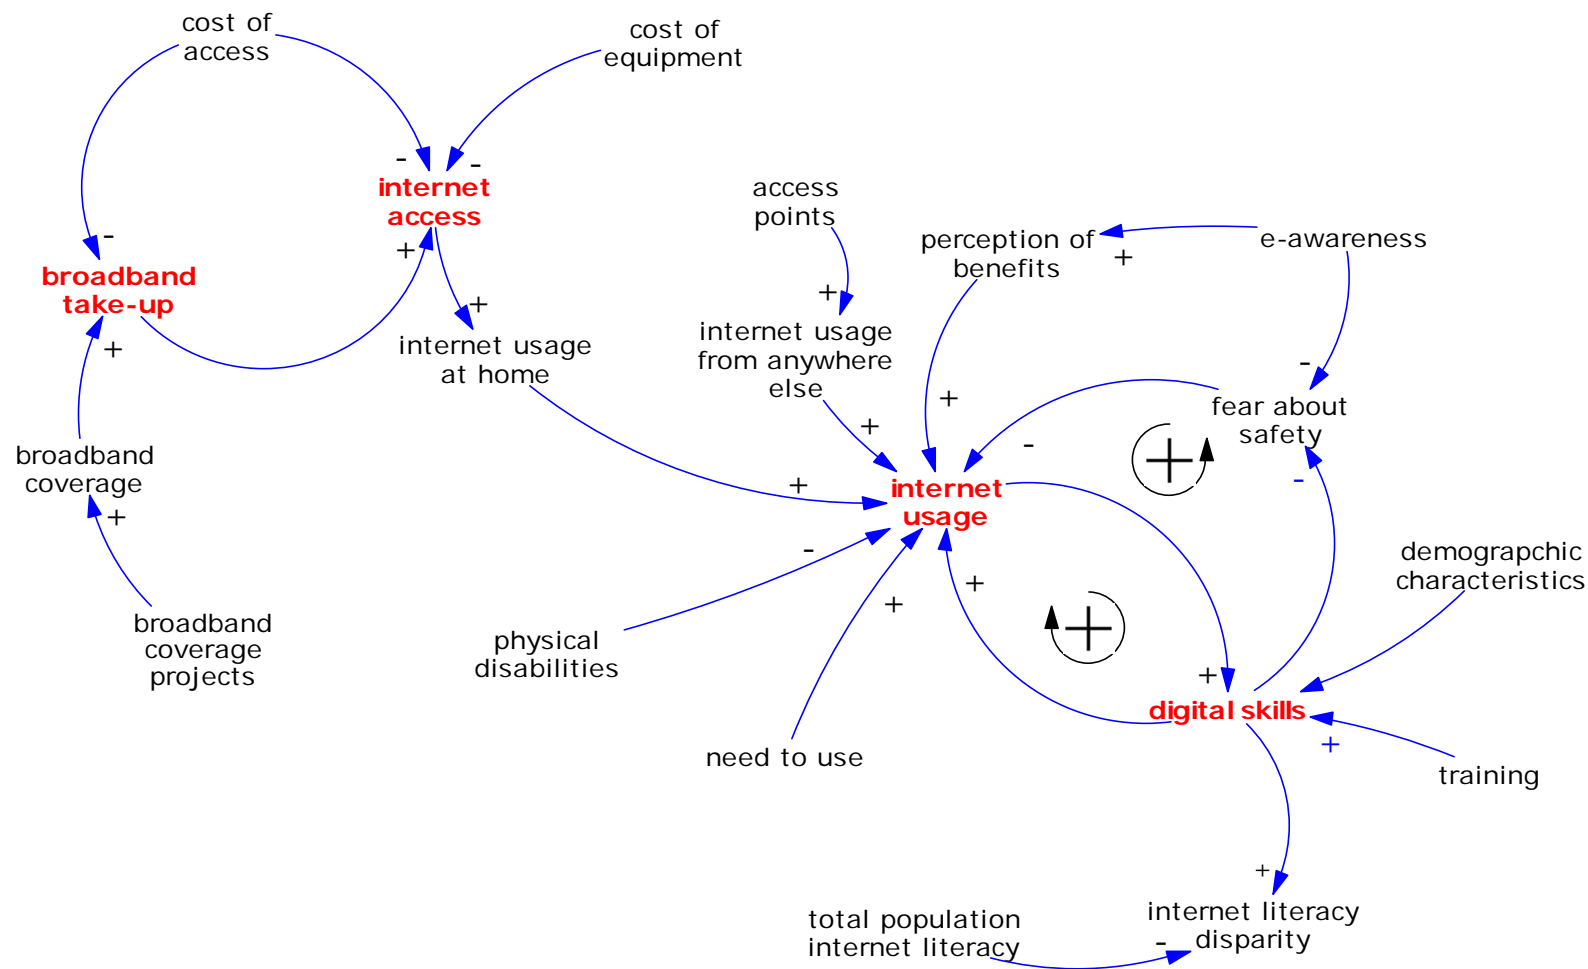 cost of
access
cost of
equipment
-
-
internet
access
access
points
-
+
perception of
benefits
+
e-awareness
broadband
take-up
+
+
internet usage
at home
+
internet usage
from anywhere
else
-
fear about
safety
+
+
-
+
broadband
coverage
+
-
+
internet
usage
+
-
+
+
demograpchic
characteristics
broadband
coverage
projects
physical
disabilities
+
+
digital skills
+
need to use
training
+
total population
internet literacy
-
internet literacy
disparity